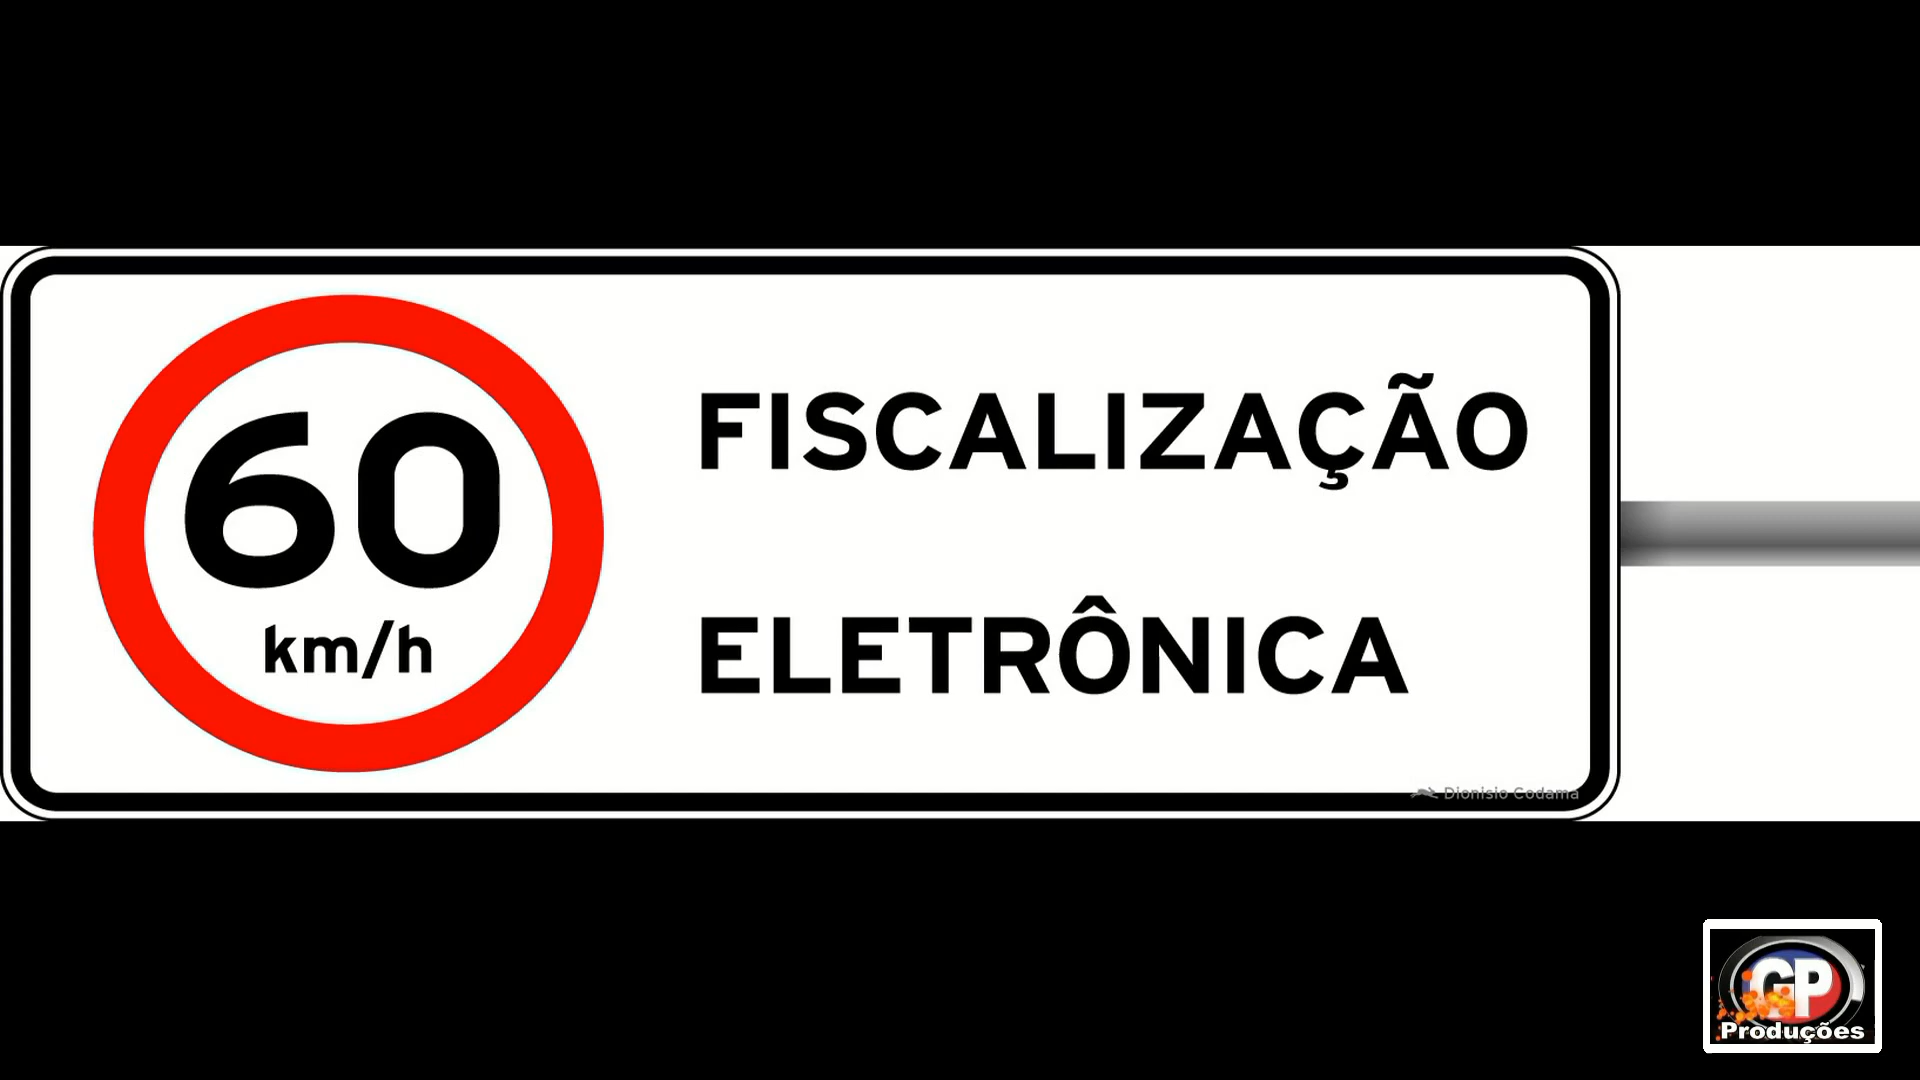 60
km/h
FISCALIZAÇÃO
ELETRÔNICA
Dionisio Codama
GP
Produções